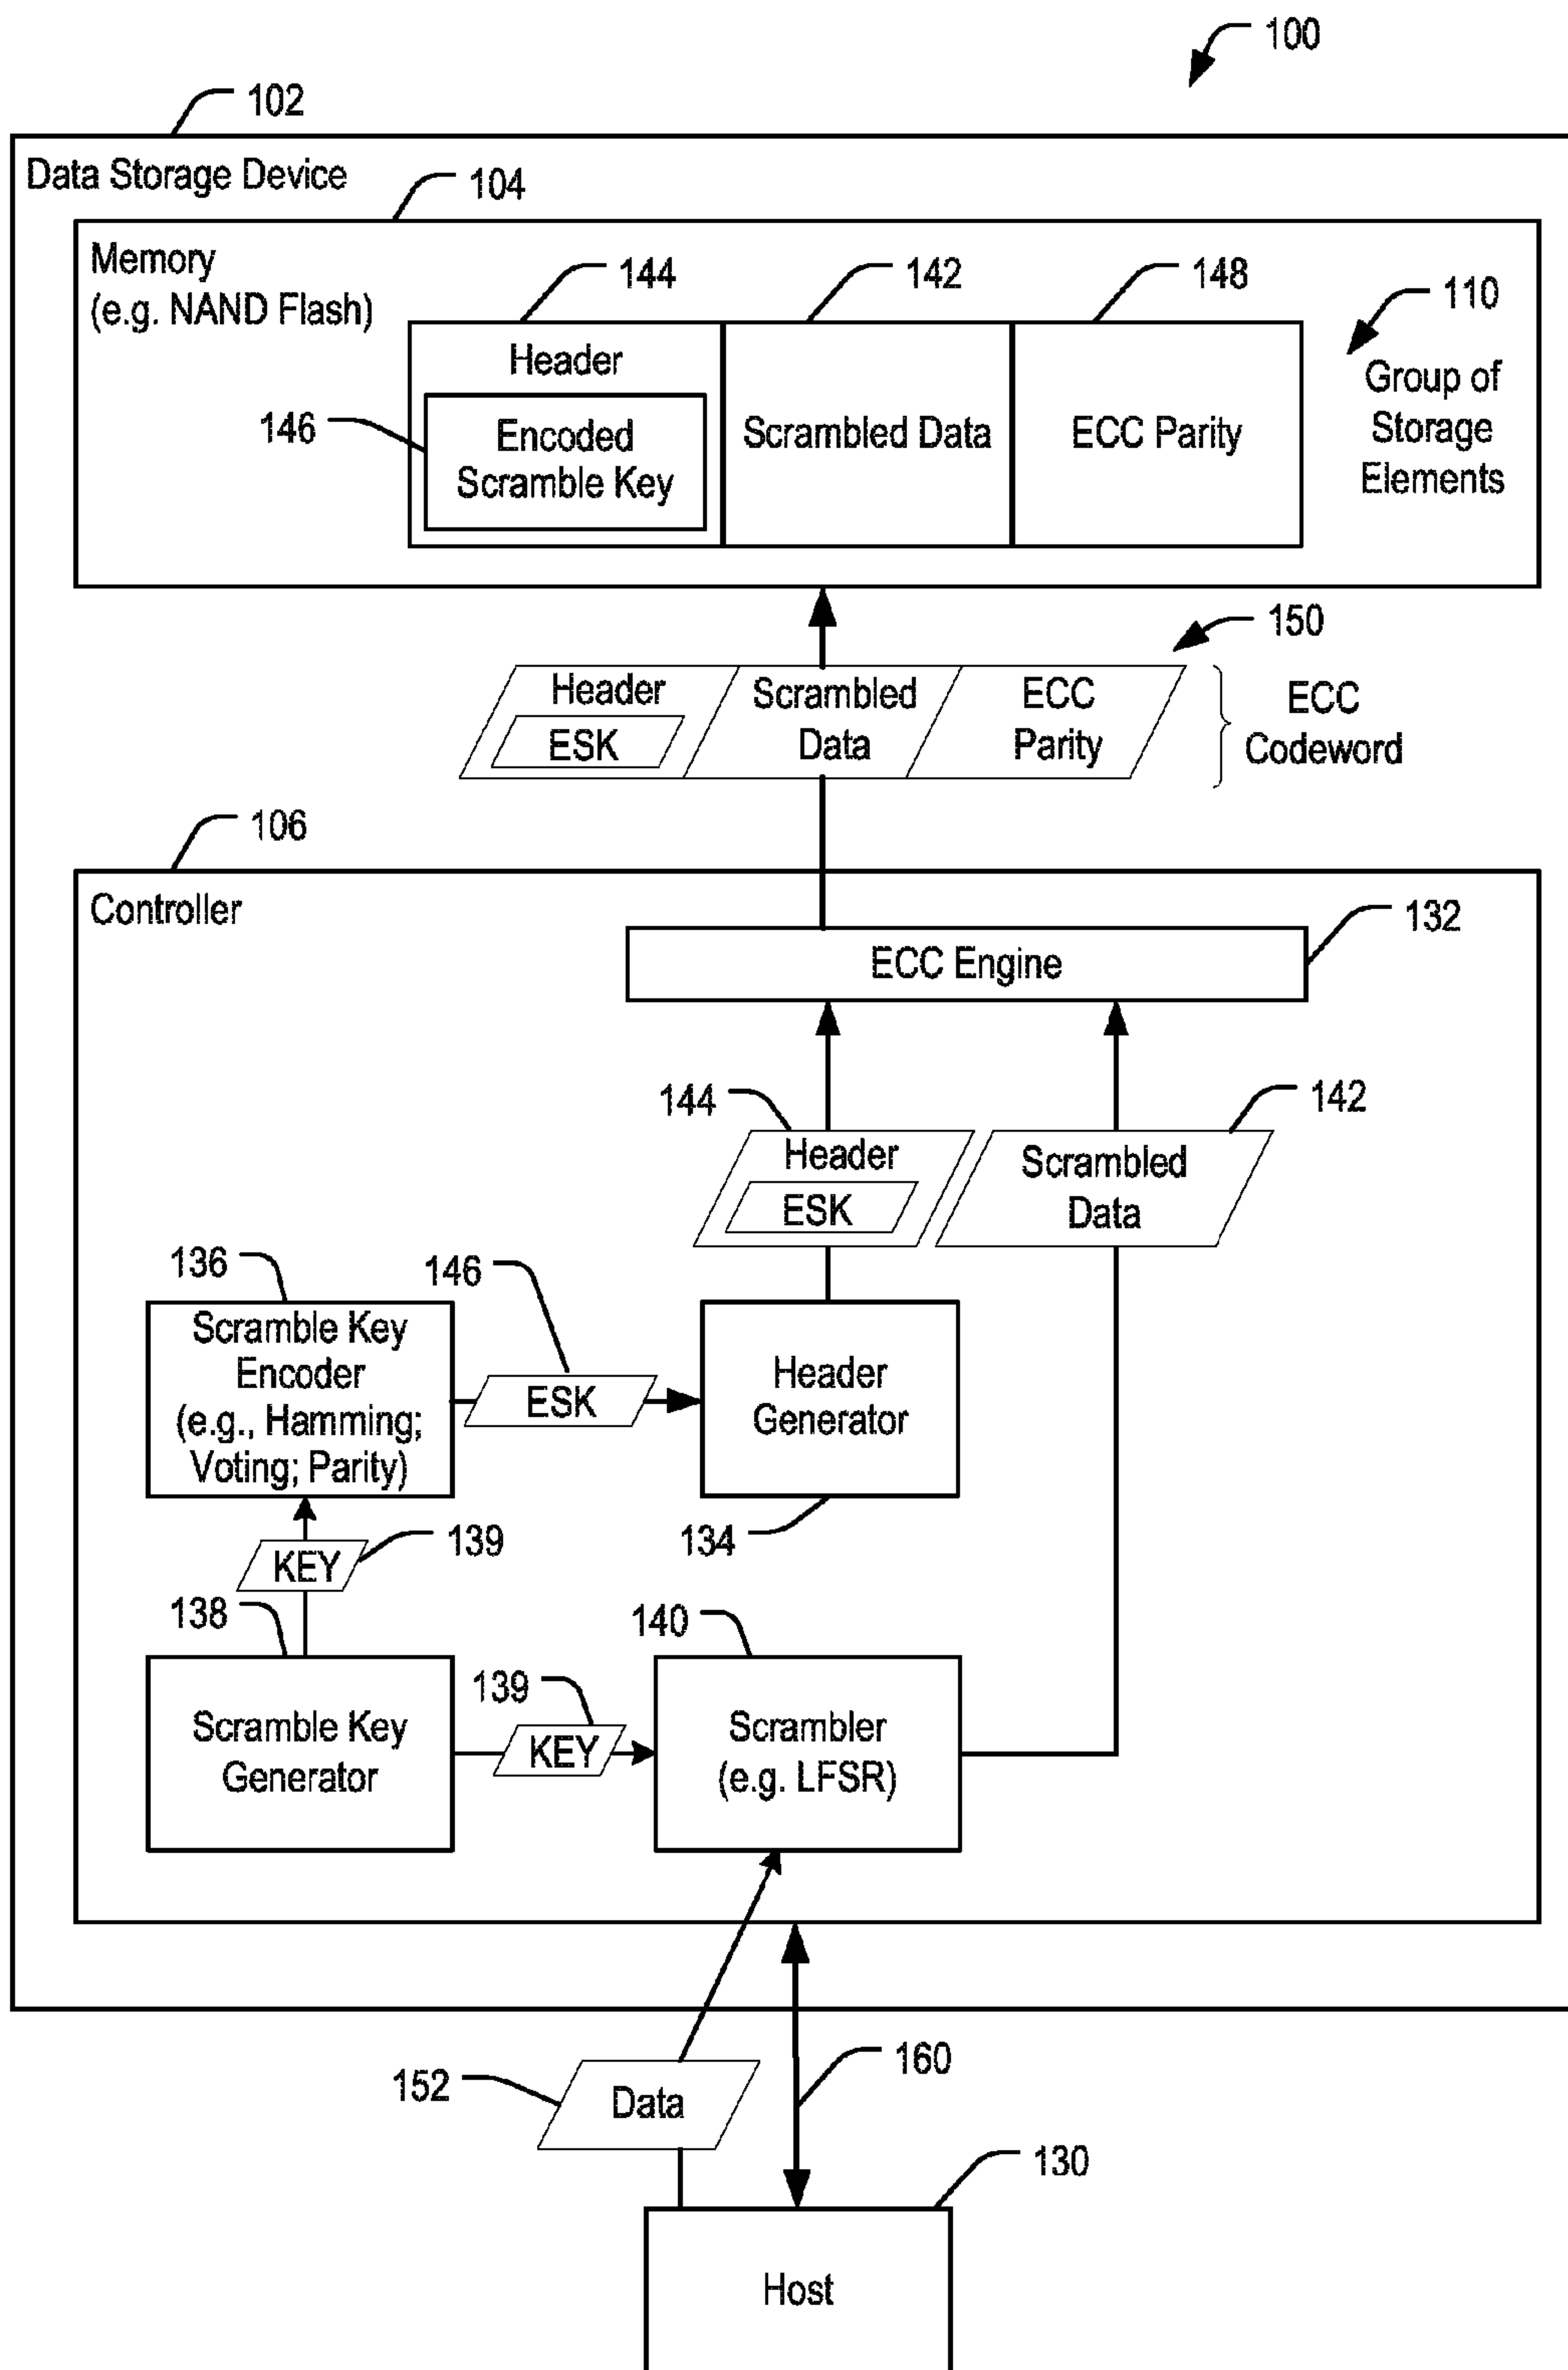 100
102
Data Storage Device
104
Memory
(e.g. NAND Flash)
144
142
148
110
Header
146
Encoded
Scramble Key
Scrambled Data
ECC Parity
Group of
Storage
Elements
150
Header
ESK
Scrambled
Data
ECC
Parity
ECC
Codeword
106
Controller
132
ECC Engine
144
142
Header
ESK
Scrambled
Data
136
146
Scramble Key
Encoder
(e.g., Hamming;
Voting; Parity)
ESK
Header
Generator
134
KEY
139
138
140
139
Scramble Key
Generator
KEY
Scrambler
(e.g. LFSR)
152
Data
160
130
Host